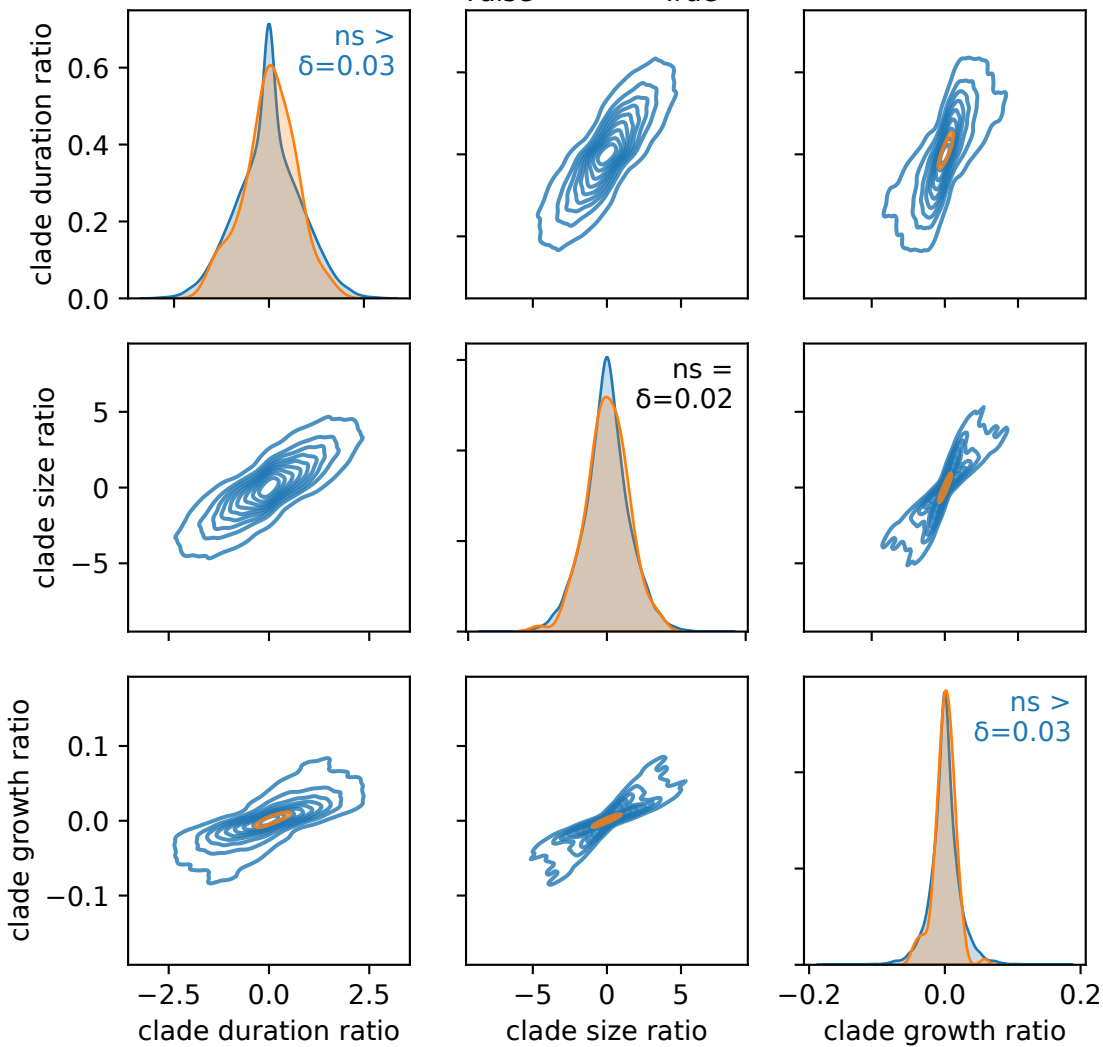 False True
clade duration ratio
0.6
0.4
0.2
0.0
ns >
δ=0.03
clade size ratio
5
0
−5
ns =
δ=0.02
clade growth ratio
0.1
0.0
−0.1
ns >
δ=0.03
−2.5 0.0 2.5
−5 0 5
−0.2 0.0 0.2
clade duration ratio
clade size ratio
clade growth ratio